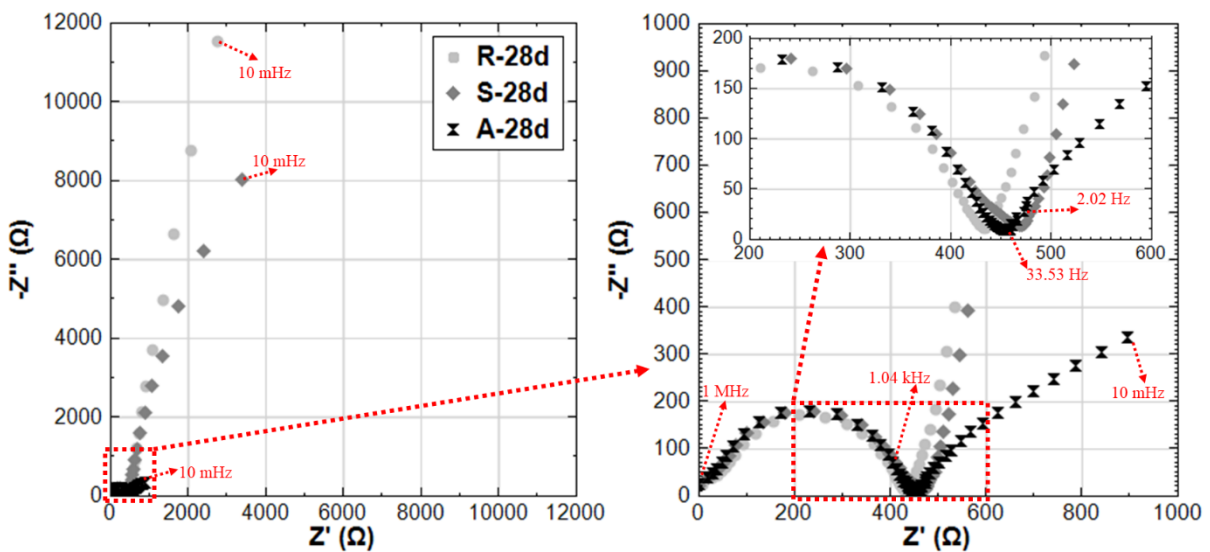 12000
10000
8000
6000
4000
2000
0
-Z'' (Ω)
0 2000 4000 6000 8000 10000 12000
Z' (Ω)
R-28d
S-28d
A-28d
10 mHz
10 mHz
10 mHz
1000
900
800
700
600
500
400
300
200
100
0
-Z'' (Ω)
0 200 400 600 800 1000
Z' (Ω)
200
150
100
50
0
200 300 400 500 600
2.02 Hz
33.53 Hz
1.04 kHz
1 MHz
10 mHz